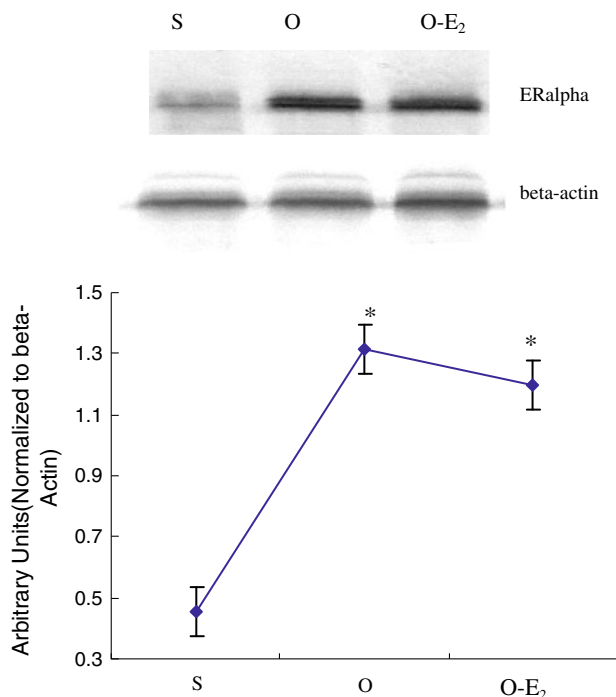 S O O-E₂
ERalpha
beta-actin
Arbitrary Units(Normalized to beta-
Actin)
1.5
1.3
1.1
0.9
0.7
0.5
0.3
*
*
S O O-E₂